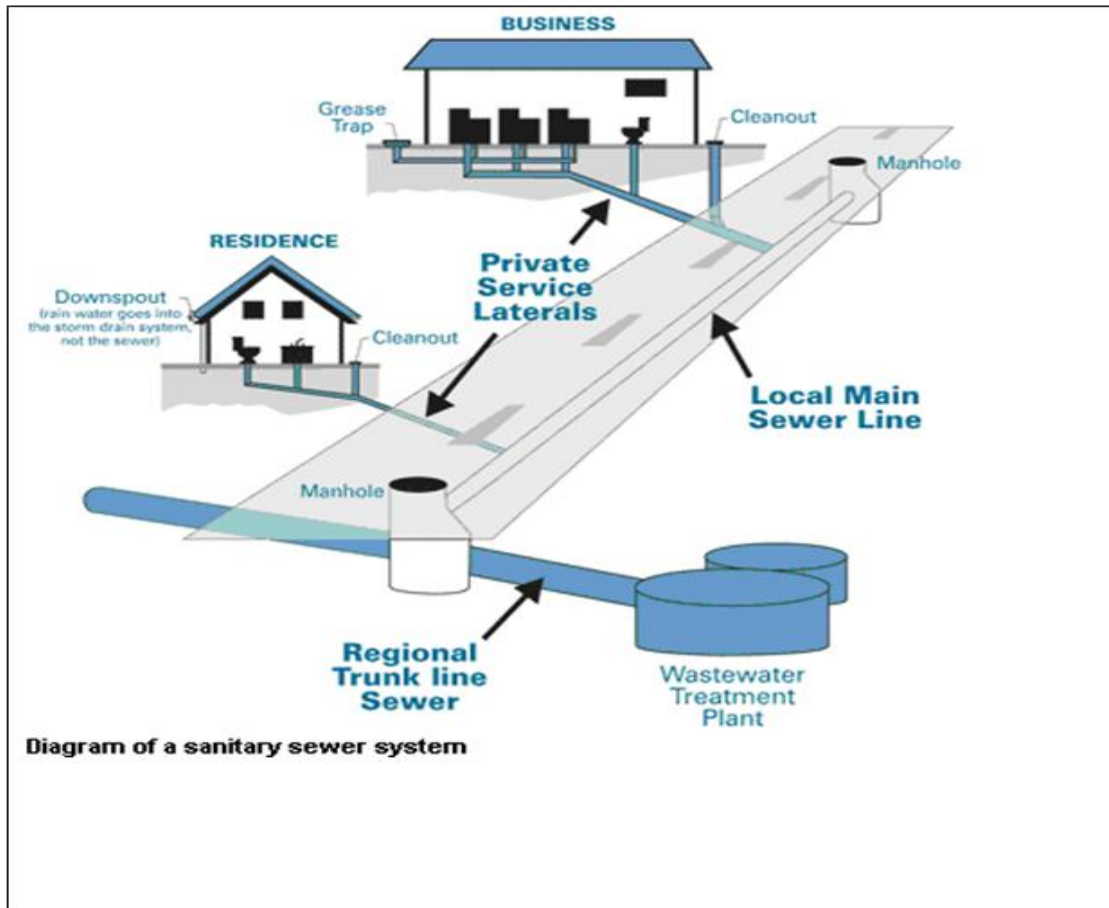 BUSINESS
Grease
Trap
Cleanout
Manhole
RESIDENCE
Private
Service
Laterals
Downspout
(rain water goes into
the storm drain system,
not the sewer)
Cleanout
Local Main
Sewer Line
Manhole
Regional
Trunk line
Sewer
Wastewater
Treatment
Plant
Diagram of a sanitary sewer system